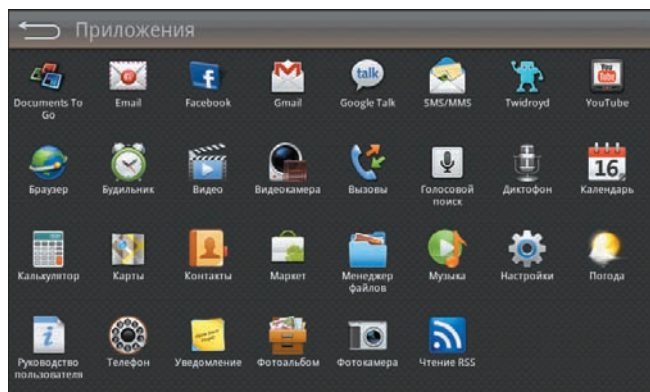 Приложения
Documents To Go
Email
Facebook
Gmail
talk
Google Talk
SMS/MMS
Twidroyd
You Tube
YouTube
Браузер
Будильник
Видео
Видеокамера
Вызовы
Голосовой поиск
Диктофон
16
Календарь
Калькулятор
Карты
Контакты
Маркет
Менеджер файлов
Музыка
Настройки
Погода
Руководство пользователя
Телефон
Уведомление
Фотоальбом
Фотокамера
Чтение RSS